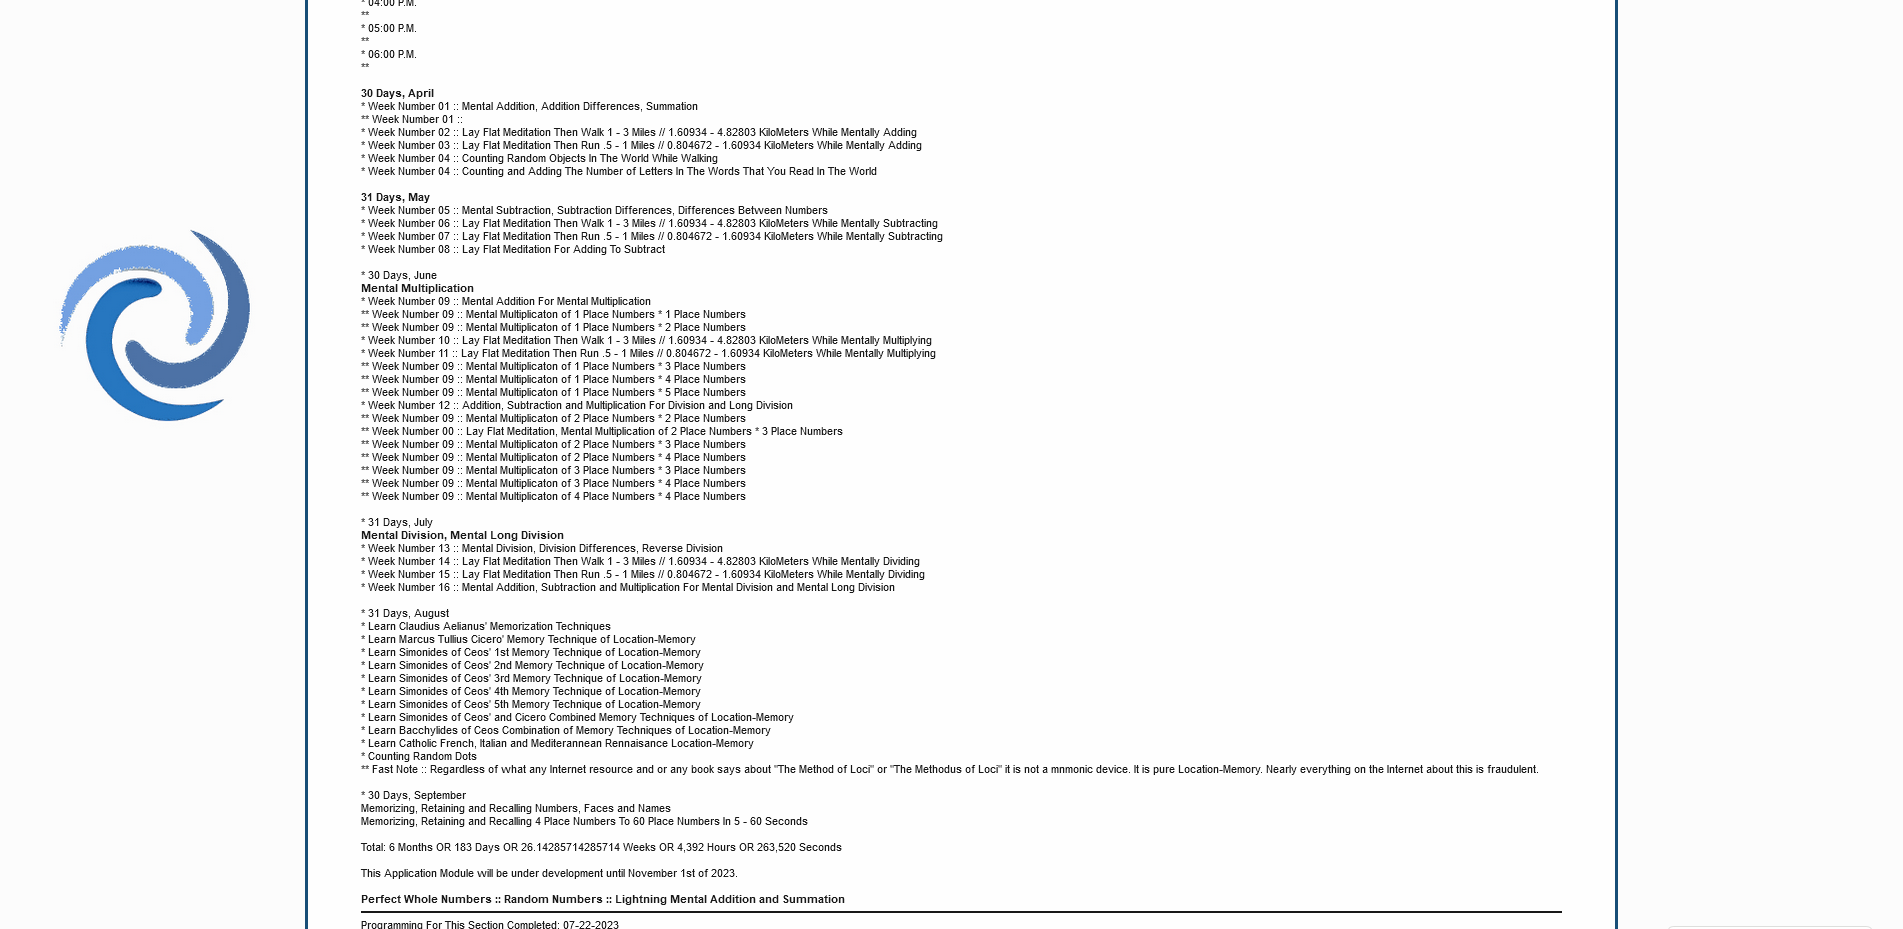 * 04:00 P.M.
**
* 05:00 P.M.
**
* 06:00 P.M.
**
30 Days, April
* Week Number 01 :: Mental Addition, Addition Differences, Summation
** Week Number 01 ::
* Week Number 02 :: Lay Flat Meditation Then Walk 1 - 3 Miles // 1.60934 - 4.82803 KiloMeters While Mentally Adding
* Week Number 03 :: Lay Flat Meditation Then Run .5 - 1 Miles // 0.804672 - 1.60934 KiloMeters While Mentally Adding
* Week Number 04 :: Counting Random Objects In The World While Walking
* Week Number 04 :: Counting and Adding The Number of Letters In The Words That You Read In The World
31 Days, May
* Week Number 05 :: Mental Subtraction, Subtraction Differences, Differences Between Numbers
* Week Number 06 :: Lay Flat Meditation Then Walk 1 - 3 Miles // 1.60934 - 4.82803 KiloMeters While Mentally Subtracting
* Week Number 07 :: Lay Flat Meditation Then Run .5 - 1 Miles // 0.804672 - 1.60934 KiloMeters While Mentally Subtracting
* Week Number 08 :: Lay Flat Meditation For Adding To Subtract
* 30 Days, June
Mental Multiplication
* Week Number 09 :: Mental Addition For Mental Multiplication
** Week Number 09 :: Mental Multiplicaton of 1 Place Numbers * 1 Place Numbers
** Week Number 09 :: Mental Multiplicaton of 1 Place Numbers * 2 Place Numbers
* Week Number 10 :: Lay Flat Meditation Then Walk 1 - 3 Miles // 1.60934 - 4.82803 KiloMeters While Mentally Multiplying
* Week Number 11 :: Lay Flat Meditation Then Run .5 - 1 Miles // 0.804672 - 1.60934 KiloMeters While Mentally Multiplying
** Week Number 09 :: Mental Multiplicaton of 1 Place Numbers * 3 Place Numbers
** Week Number 09 :: Mental Multiplicaton of 1 Place Numbers * 4 Place Numbers
** Week Number 09 :: Mental Multiplicaton of 1 Place Numbers * 5 Place Numbers
* Week Number 12 :: Addition, Subtraction and Multiplication For Division and Long Division
** Week Number 09 :: Mental Multiplicaton of 2 Place Numbers * 2 Place Numbers
** Week Number 00 :: Lay Flat Meditation, Mental Multiplication of 2 Place Numbers * 3 Place Numbers
** Week Number 09 :: Mental Multiplicaton of 2 Place Numbers * 3 Place Numbers
** Week Number 09 :: Mental Multiplicaton of 2 Place Numbers * 4 Place Numbers
** Week Number 09 :: Mental Multiplicaton of 3 Place Numbers * 3 Place Numbers
** Week Number 09 :: Mental Multiplicaton of 3 Place Numbers * 4 Place Numbers
** Week Number 09 :: Mental Multiplicaton of 4 Place Numbers * 4 Place Numbers
* 31 Days, July
Mental Division, Mental Long Division
* Week Number 13 :: Mental Division, Division Differences, Reverse Division
* Week Number 14 :: Lay Flat Meditation Then Walk 1 - 3 Miles // 1.60934 - 4.82803 KiloMeters While Mentally Dividing
* Week Number 15 :: Lay Flat Meditation Then Run .5 - 1 Miles // 0.804672 - 1.60934 KiloMeters While Mentally Dividing
* Week Number 16 :: Mental Addition, Subtraction and Multiplication For Mental Division and Mental Long Division
* 31 Days, August
* Learn Claudius Aelianus' Memorization Techniques
* Learn Marcus Tullius Cicero' Memory Technique of Location-Memory
* Learn Simonides of Ceos' 1st Memory Technique of Location-Memory
* Learn Simonides of Ceos' 2nd Memory Technique of Location-Memory
* Learn Simonides of Ceos' 3rd Memory Technique of Location-Memory
* Learn Simonides of Ceos' 4th Memory Technique of Location-Memory
* Learn Simonides of Ceos' 5th Memory Technique of Location-Memory
* Learn Simonides of Ceos' and Cicero Combined Memory Techniques of Location-Memory
* Learn Bacchylides of Ceos Combination of Memory Techniques of Location-Memory
* Learn Catholic French, Italian and Mediterannean Rennaisance Location-Memory
* Counting Random Dots
** Fast Note :: Regardless of what any Internet resource and or any book says about "The Method of Loci" or "The Methodus of Loci" it is not a mnmonic device. It is pure Location-Memory. Nearly everything on the Internet about this is fraudulent.
* 30 Days, September
Memorizing, Retaining and Recalling Numbers, Faces and Names
Memorizing, Retaining and Recalling 4 Place Numbers To 60 Place Numbers In 5 - 60 Seconds
Total: 6 Months OR 183 Days OR 26.14285714285714 Weeks OR 4,392 Hours OR 263,520 Seconds
This Application Module will be under development until November 1st of 2023.
Perfect Whole Numbers :: Random Numbers :: Lightning Mental Addition and Summation
Programming For This Section Completed: 07-22-2023